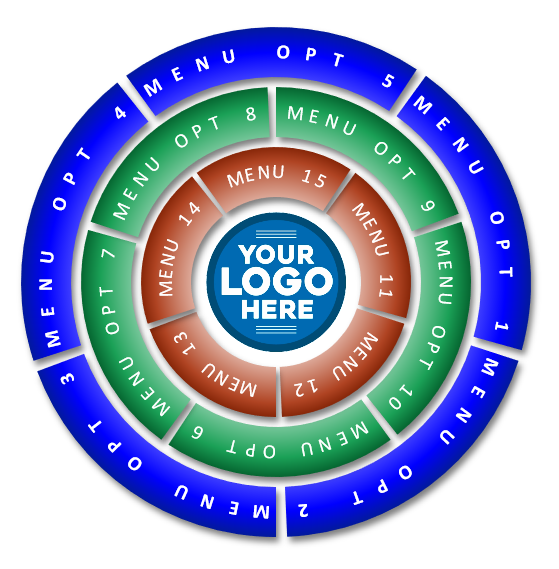 MENU OPT 1
MENU OPT 2
MENU OPT 3
MENU OPT 4
MENU OPT 5
MENU OPT 6
MENU OPT 7
MENU OPT 8
MENU OPT 9
MENU OPT 10
MENU 11
MENU 12
MENU 13
MENU 14
MENU 15
YOUR
LOGO
HERE